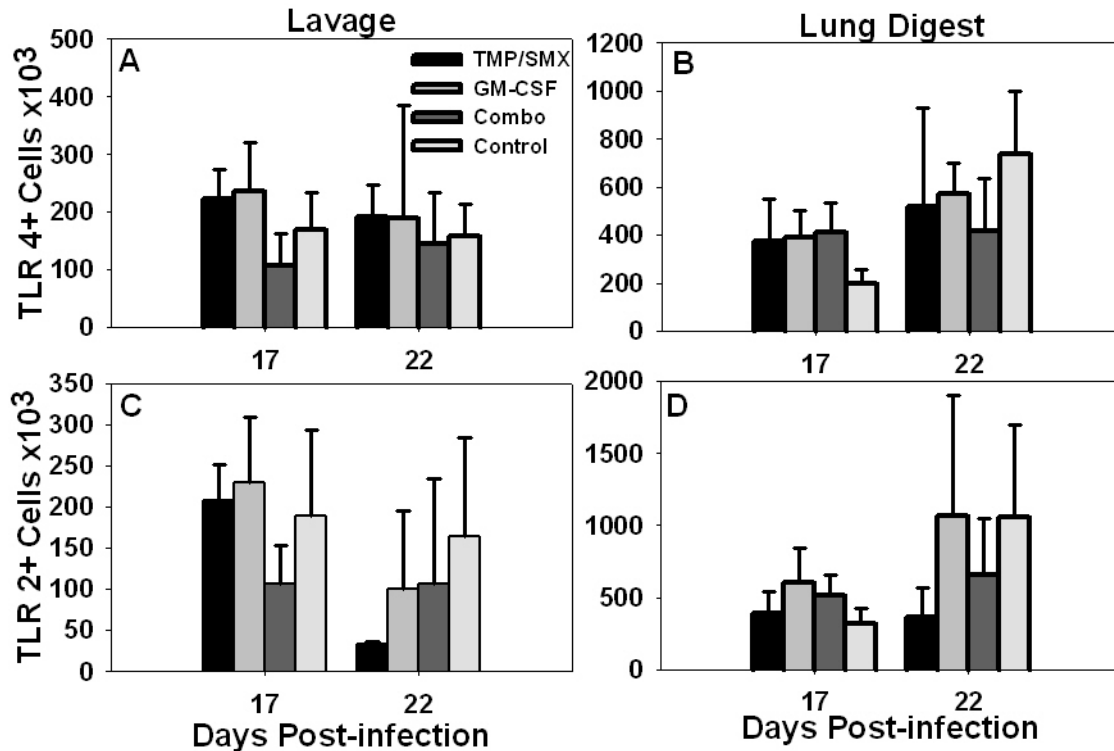 Lavage
Lung Digest
TLR 4+ Cells x10³
500
400
300
200
100
0
A
TMP/SMX
GM-CSF
Combo
Control
17 22
1200
1000
800
600
400
200
0
B
17 22
TLR 2+ Cells x10³
350
300
250
200
150
100
50
0
C
17 22
Days Post-infection
2000
1500
1000
500
0
D
17 22
Days Post-infection